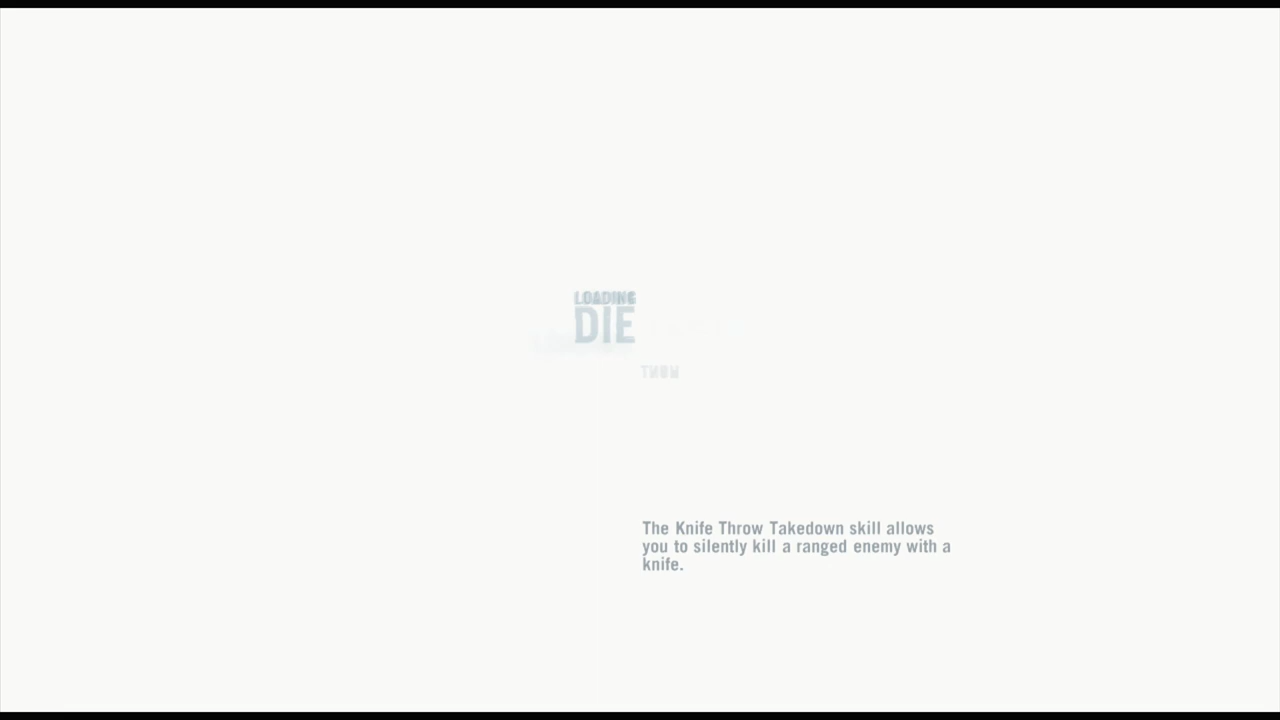 LOADING
DIE
The Knife Throw Takedown skill allows
you to silently kill a ranged enemy with a
knife.